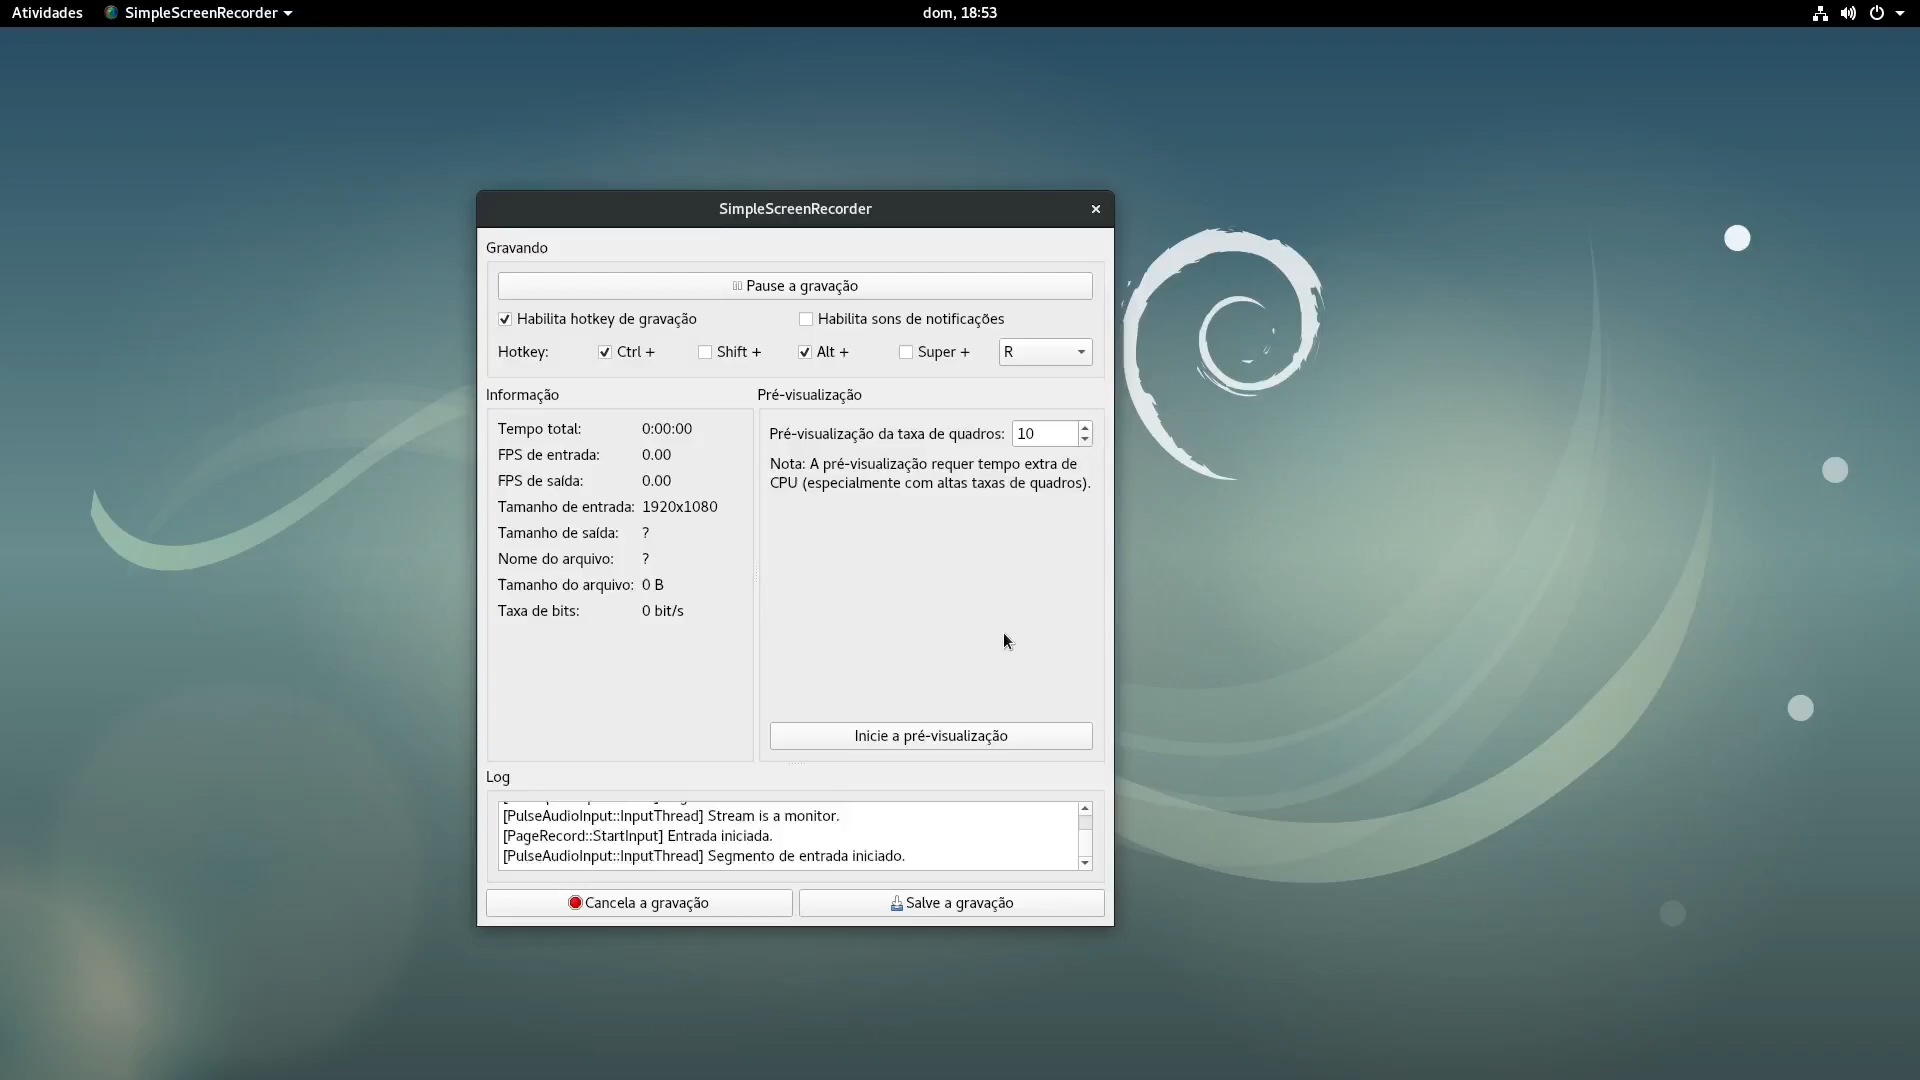 Atividades SimpleScreenRecorder dom, 18:53
SimpleScreenRecorder
Gravando
Pause a gravação
Habilita hotkey de gravação Habilita sons de notificações
Hotkey: Ctrl + Shift + Alt + Super + R
Informação Pré-visualização
Tempo total: 0:00:00
FPS de entrada: 0.00
FPS de saída: 0.00
Tamanho de entrada: 1920x1080
Tamanho de saída: ?
Nome do arquivo: ?
Tamanho do arquivo: 0 B
Taxa de bits: 0 bit/s
Pré-visualização da taxa de quadros: 10
Nota: A pré-visualização requer tempo extra de
CPU (especialmente com altas taxas de quadros).
Inicie a pré-visualização
Log
[PulseAudioInput::InputThread] Stream is a monitor.
[PageRecord::StartInput] Entrada iniciada.
[PulseAudioInput::InputThread] Segmento de entrada iniciado.
Cancela a gravação Salve a gravação